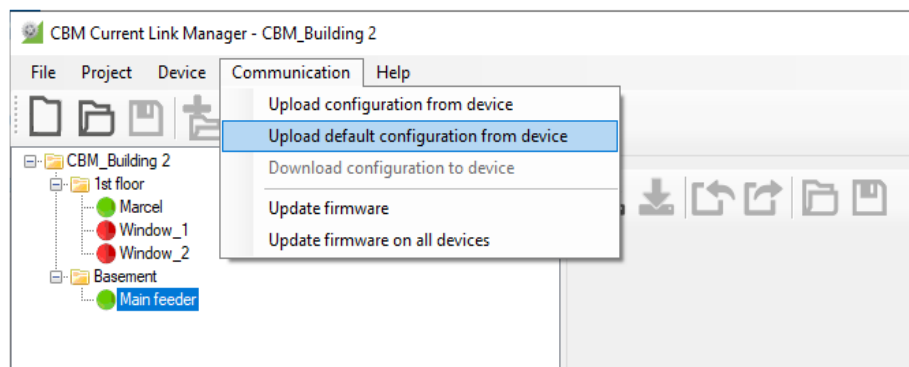 CBM Current Link Manager - CBM_Building 2
File Project Device Communication Help
Upload configuration from device
Upload default configuration from device
Download configuration to device
Update firmware
Update firmware on all devices
CBM_Building 2
1st floor
Marcel
Window_1
Window_2
Basement
Main feeder